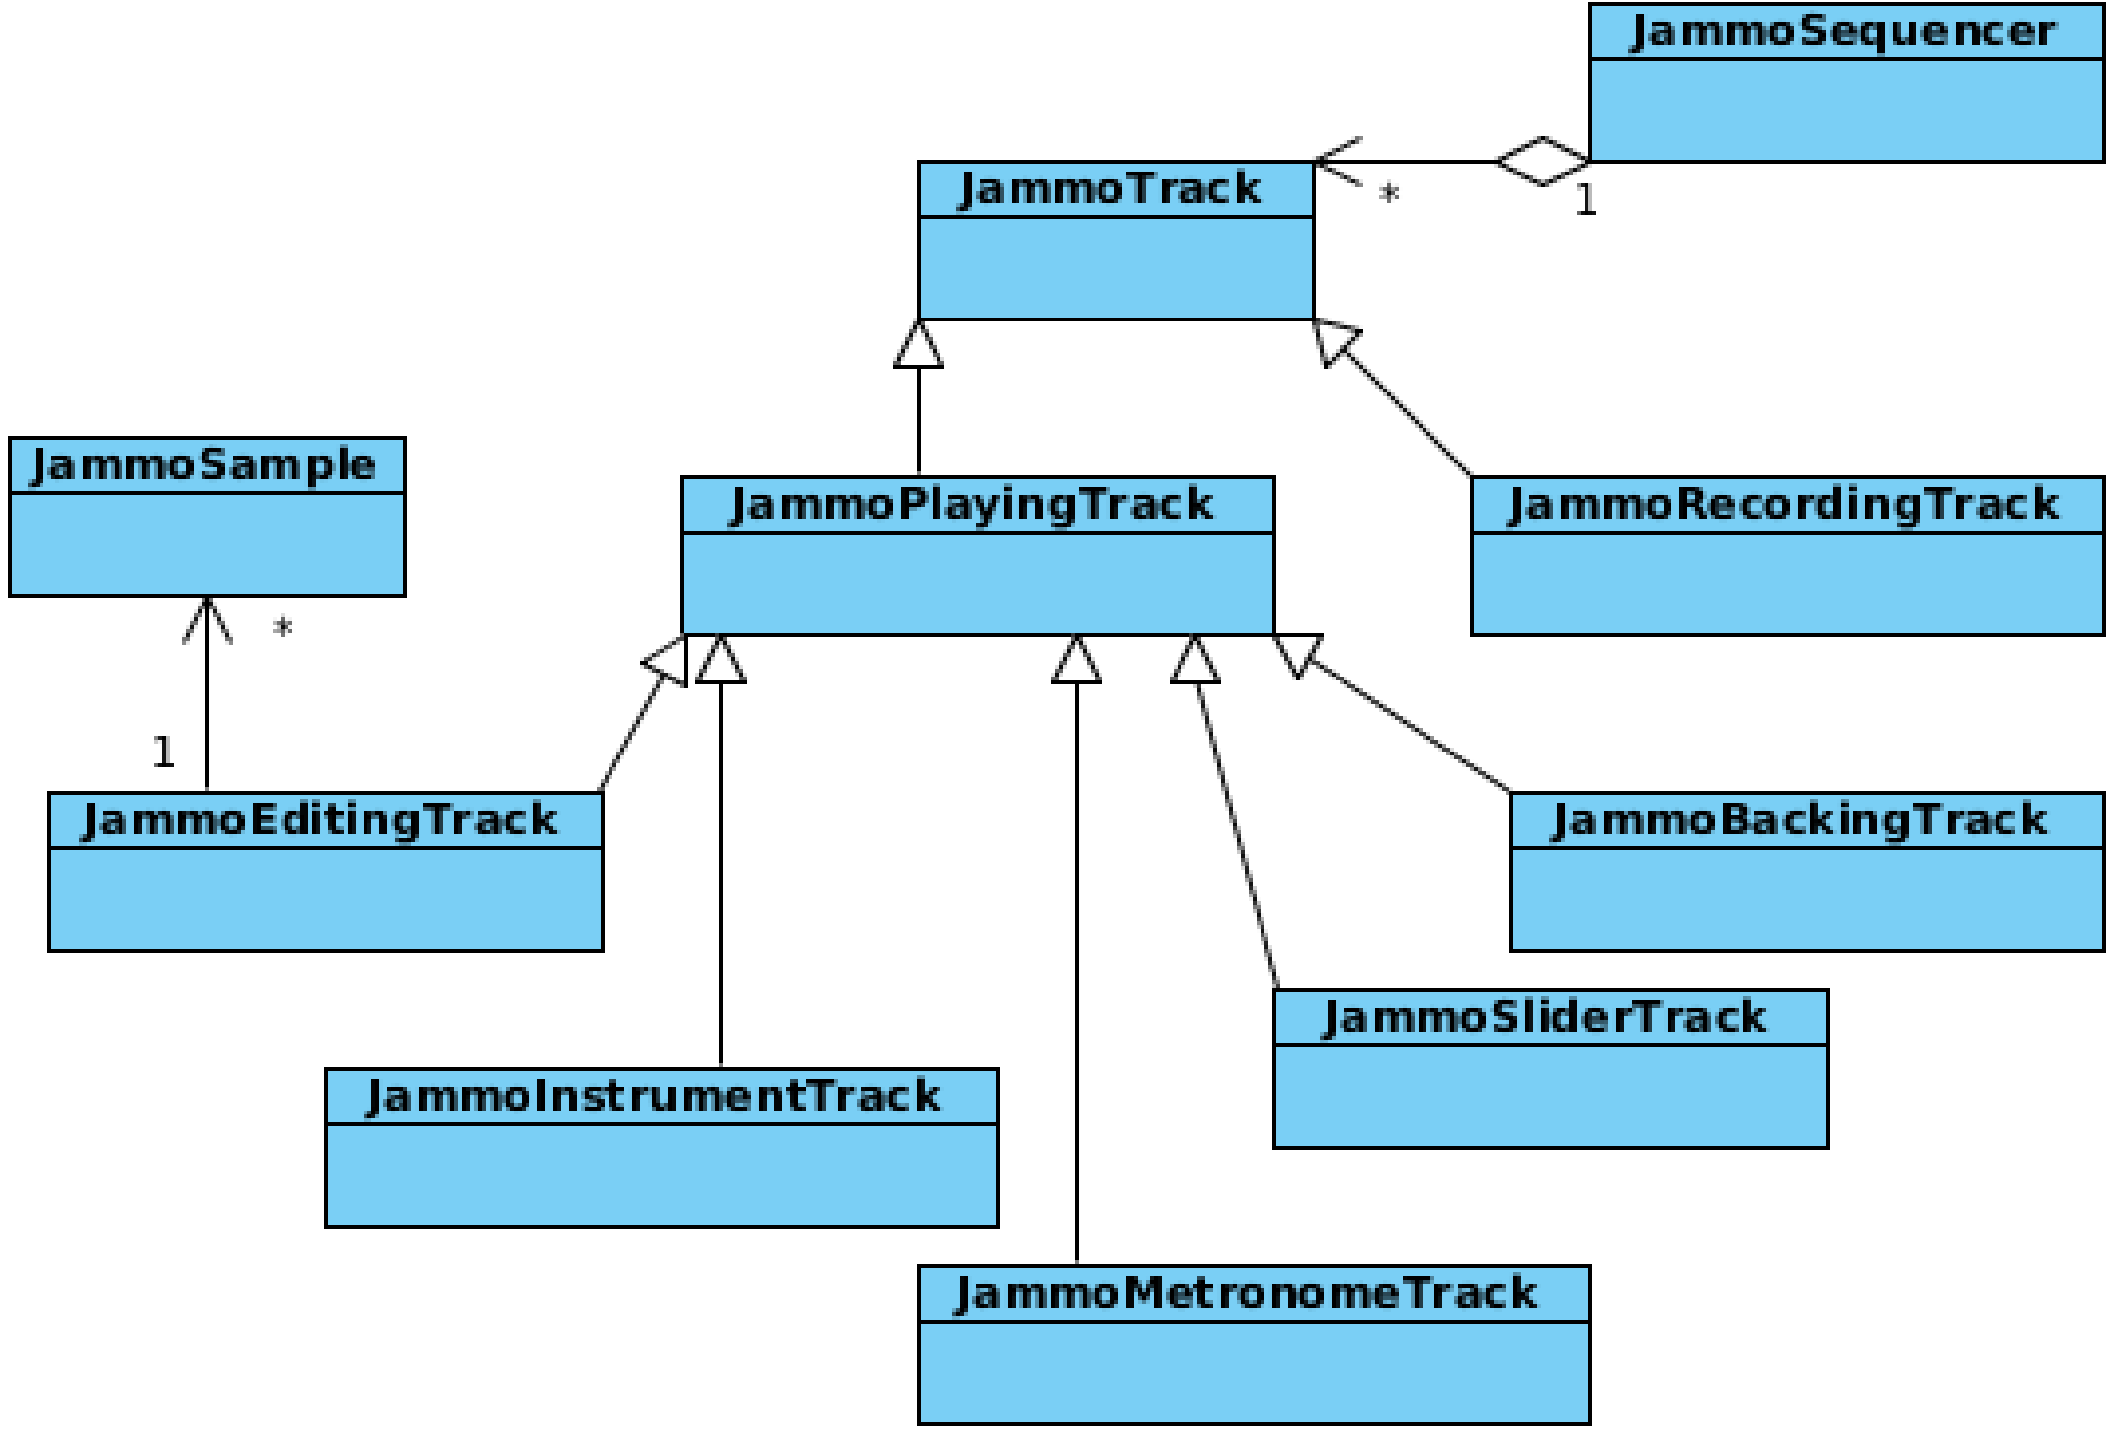 JammoSequencer
JammoTrack
*
1
JammoSample
JammoPlayingTrack
JammoRecordingTrack
*
1
JammoEditingTrack
JammoBackingTrack
JammoSliderTrack
JammoInstrumentTrack
JammoMetronomeTrack